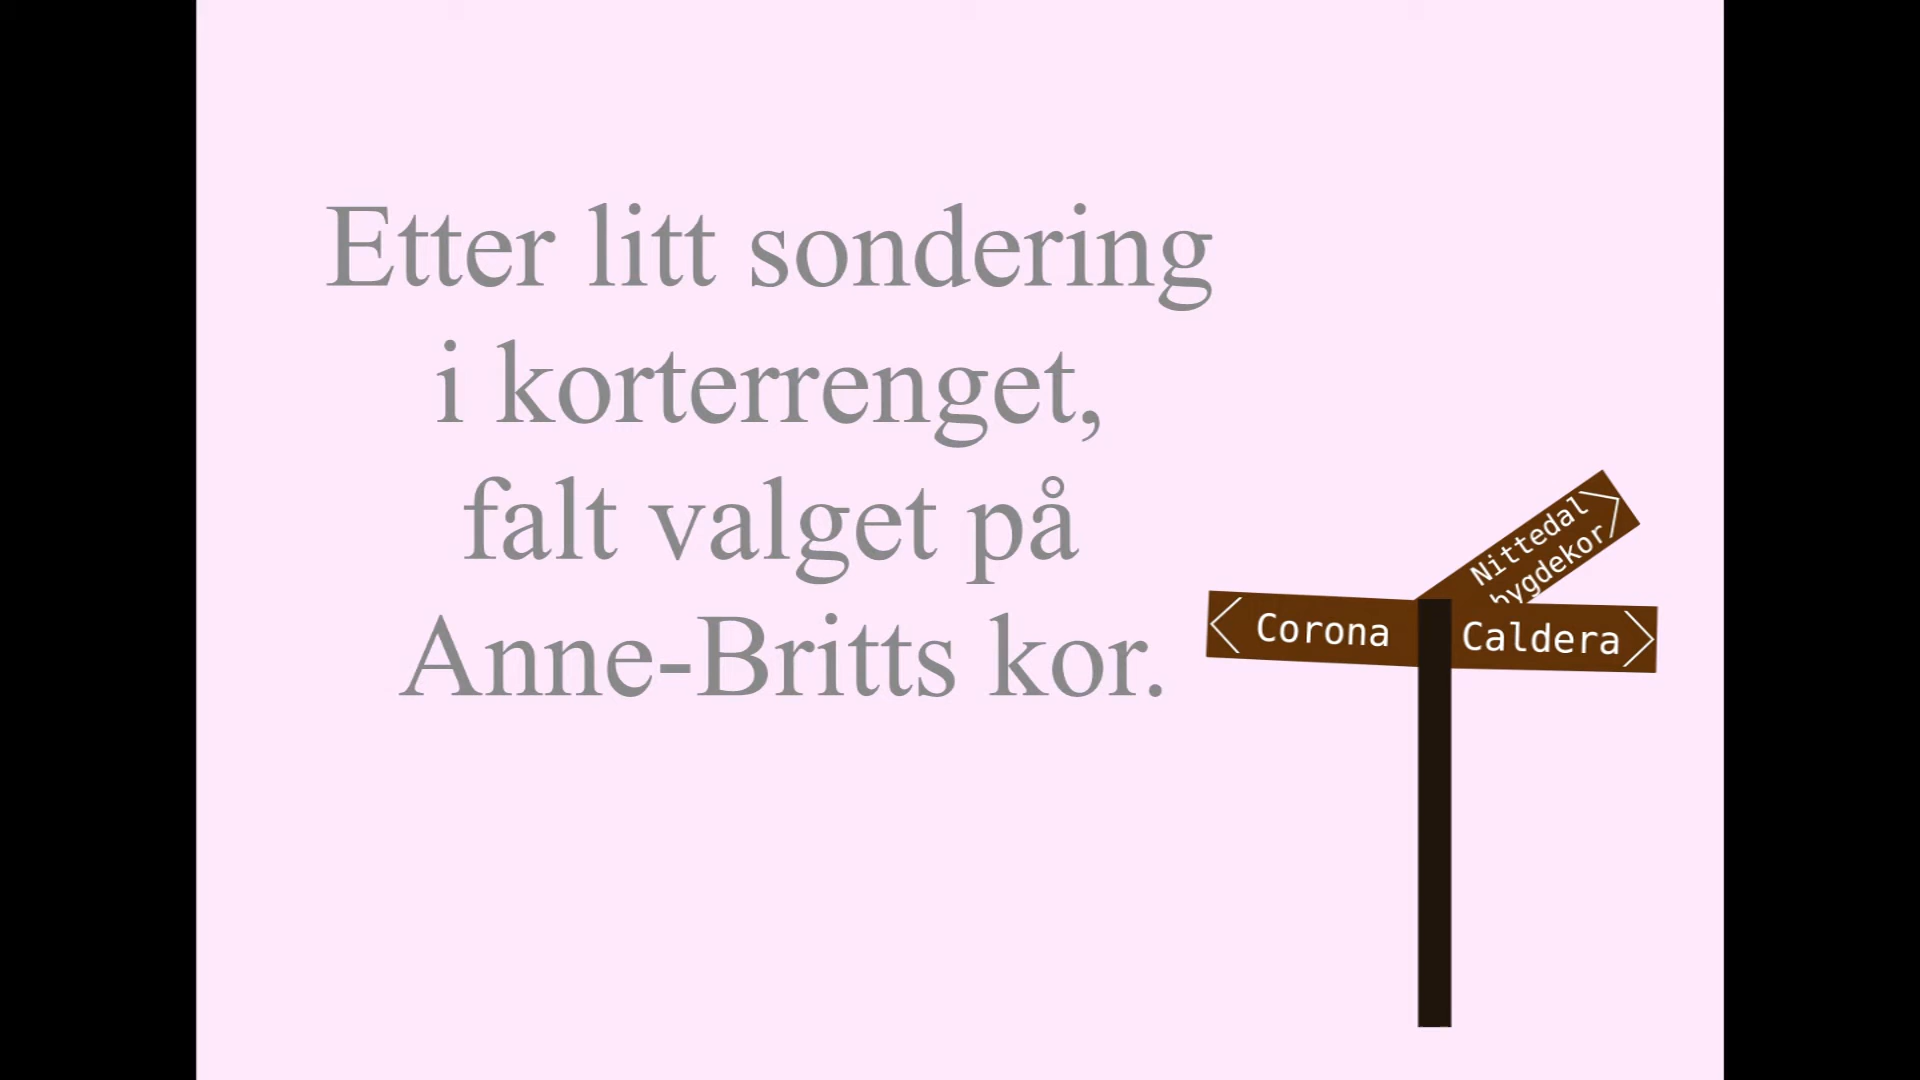 Etter litt sondering
i korterrenget,
falt valget på
Anne-Britts kor.
Nittedal
bygdekor
Corona
Caldera